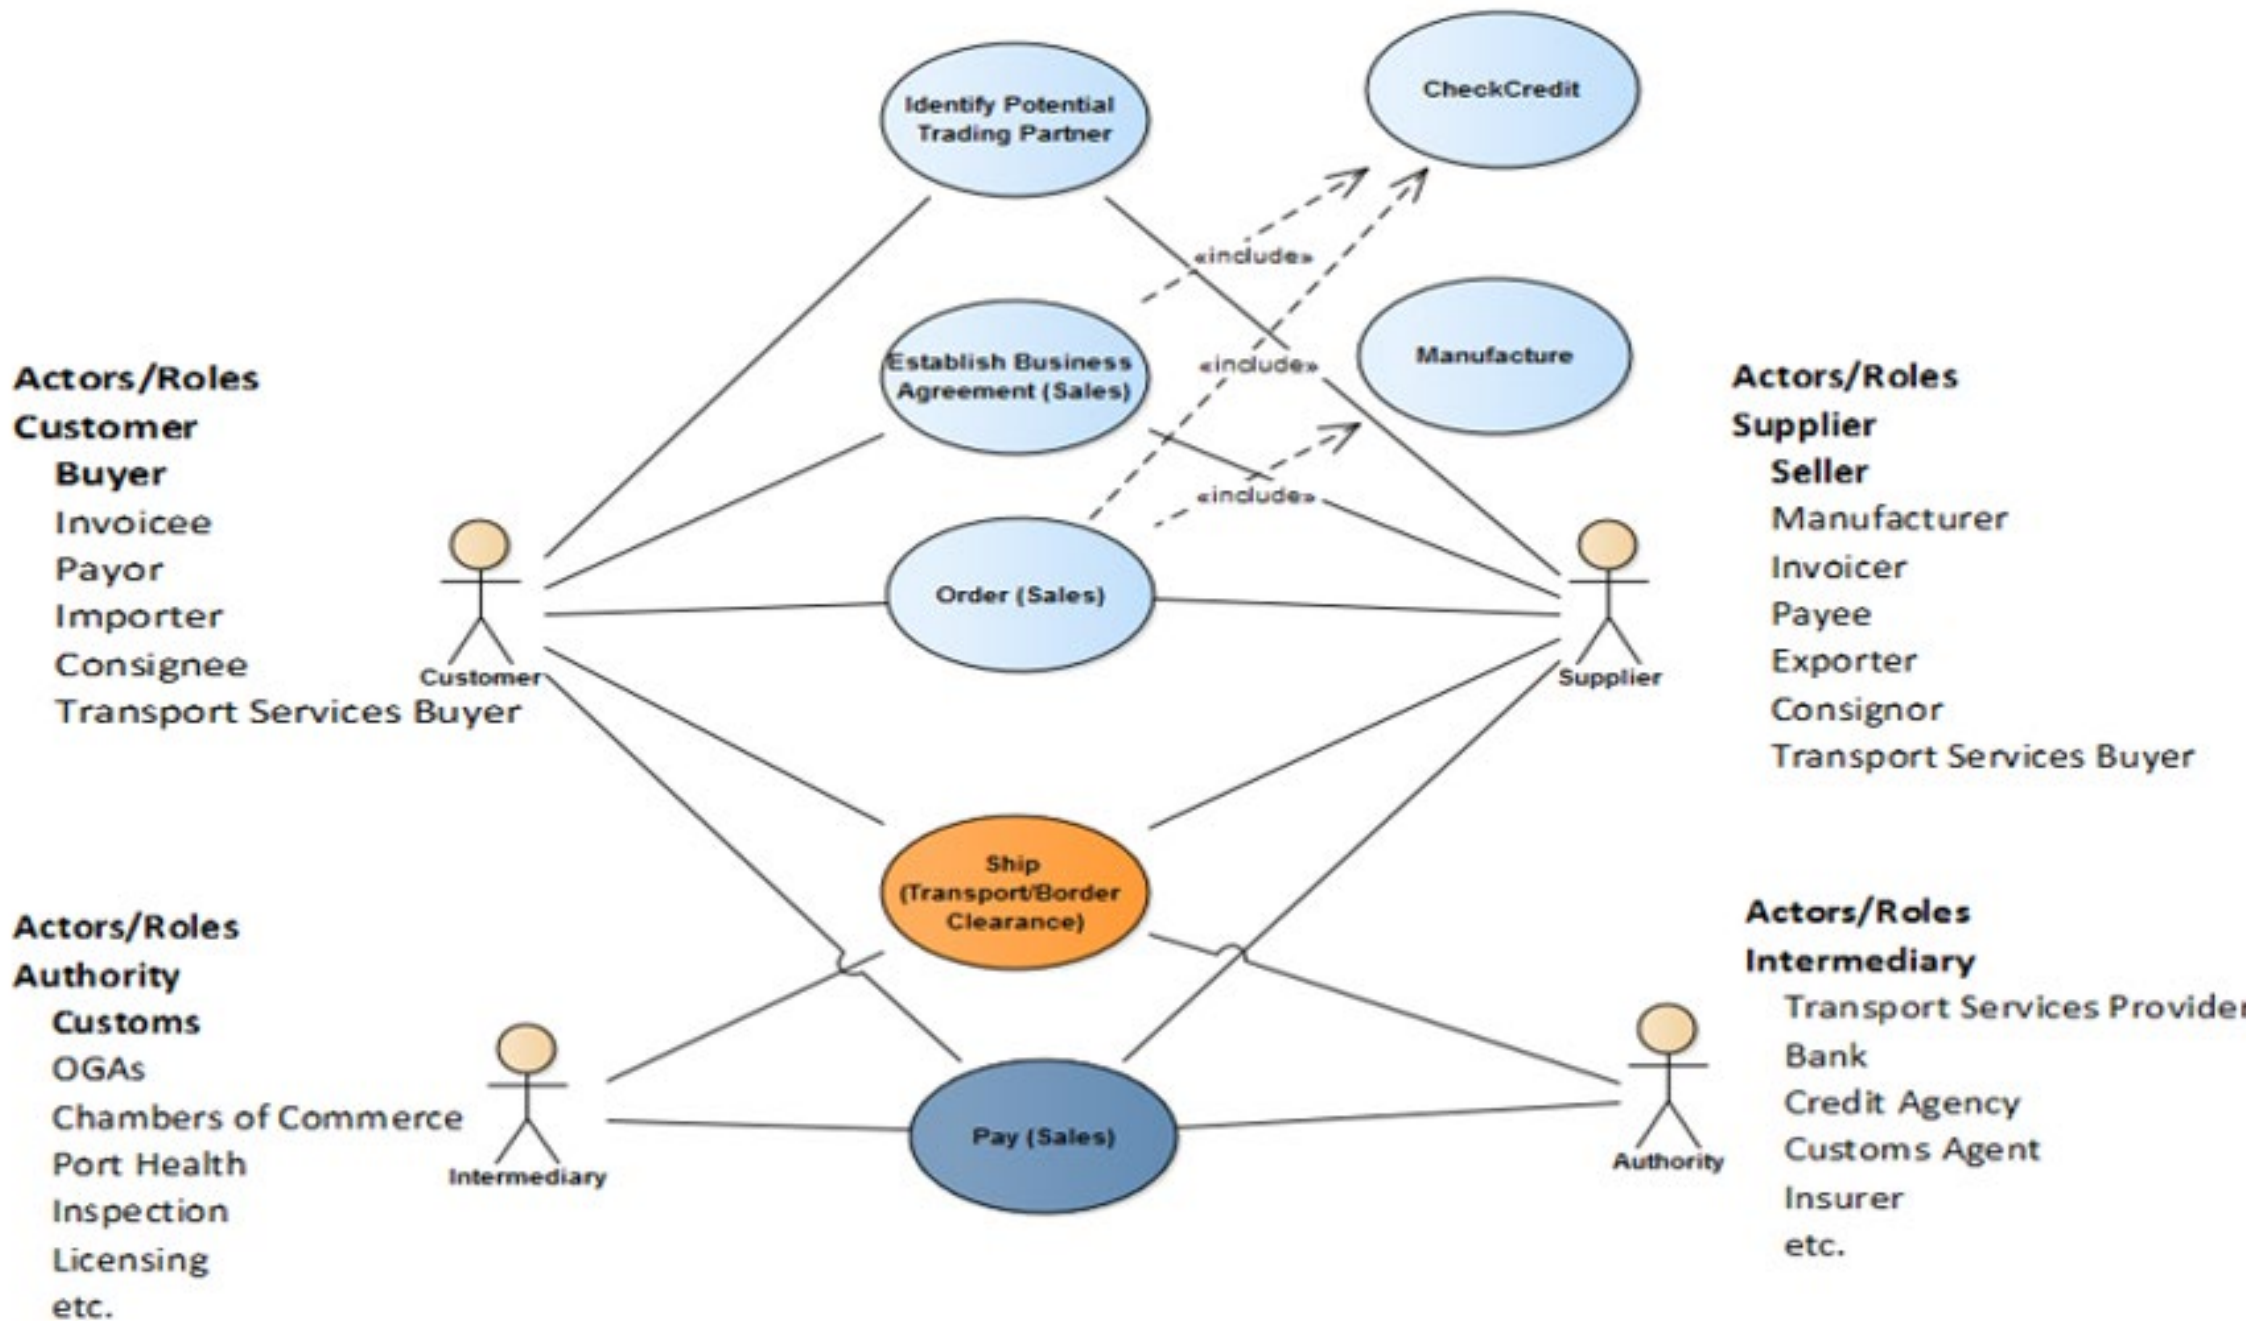 Identify Potential
Trading Partner
CheckCredit
«include»
Establish Business
Agreement (Sales)
«include»
Manufacture
«include»
Order (Sales)
Actors/Roles
Customer
Buyer
Invoicee
Payor
Importer
Consignee
Transport Services Buyer
Customer
Supplier
Actors/Roles
Supplier
Seller
Manufacturer
Invoicer
Payee
Exporter
Consignor
Transport Services Buyer
Ship
(Transport/Border
Clearance)
Pay (Sales)
Actors/Roles
Authority
Customs
OGAs
Chambers of Commerce
Port Health
Inspection
Licensing
etc.
Intermediary
Authority
Actors/Roles
Intermediary
Transport Services Provider
Bank
Credit Agency
Customs Agent
Insurer
etc.